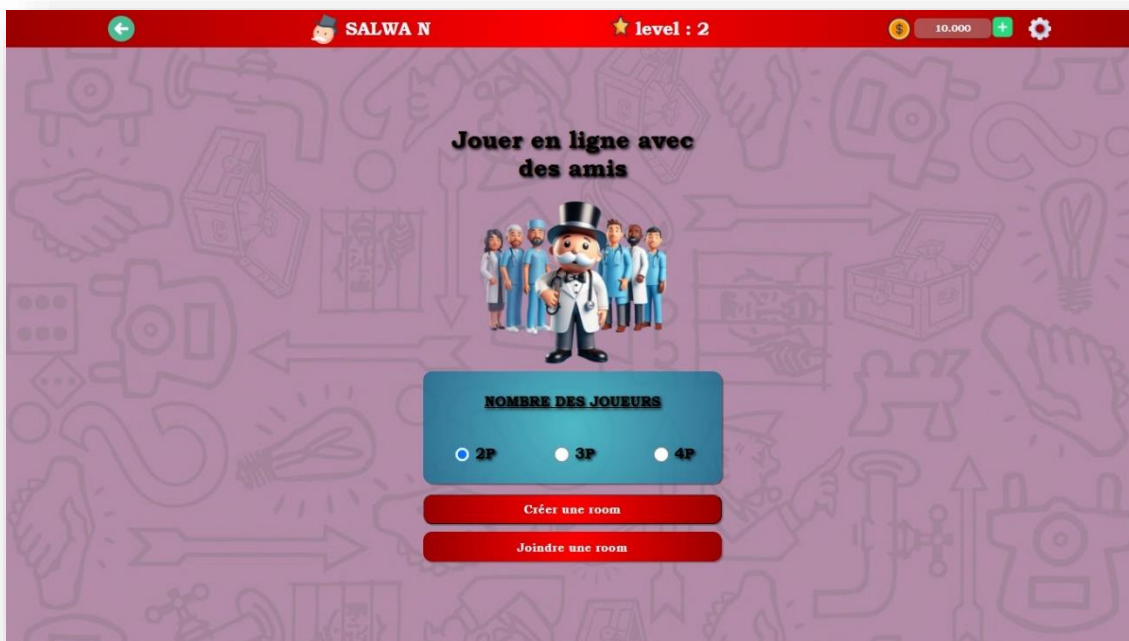 SALWA N
level : 2
10.000
Jouer en ligne avec
des amis
NOMBRE DES JOUEURS
2P
3P
4P
Créer une room
Joindre une room